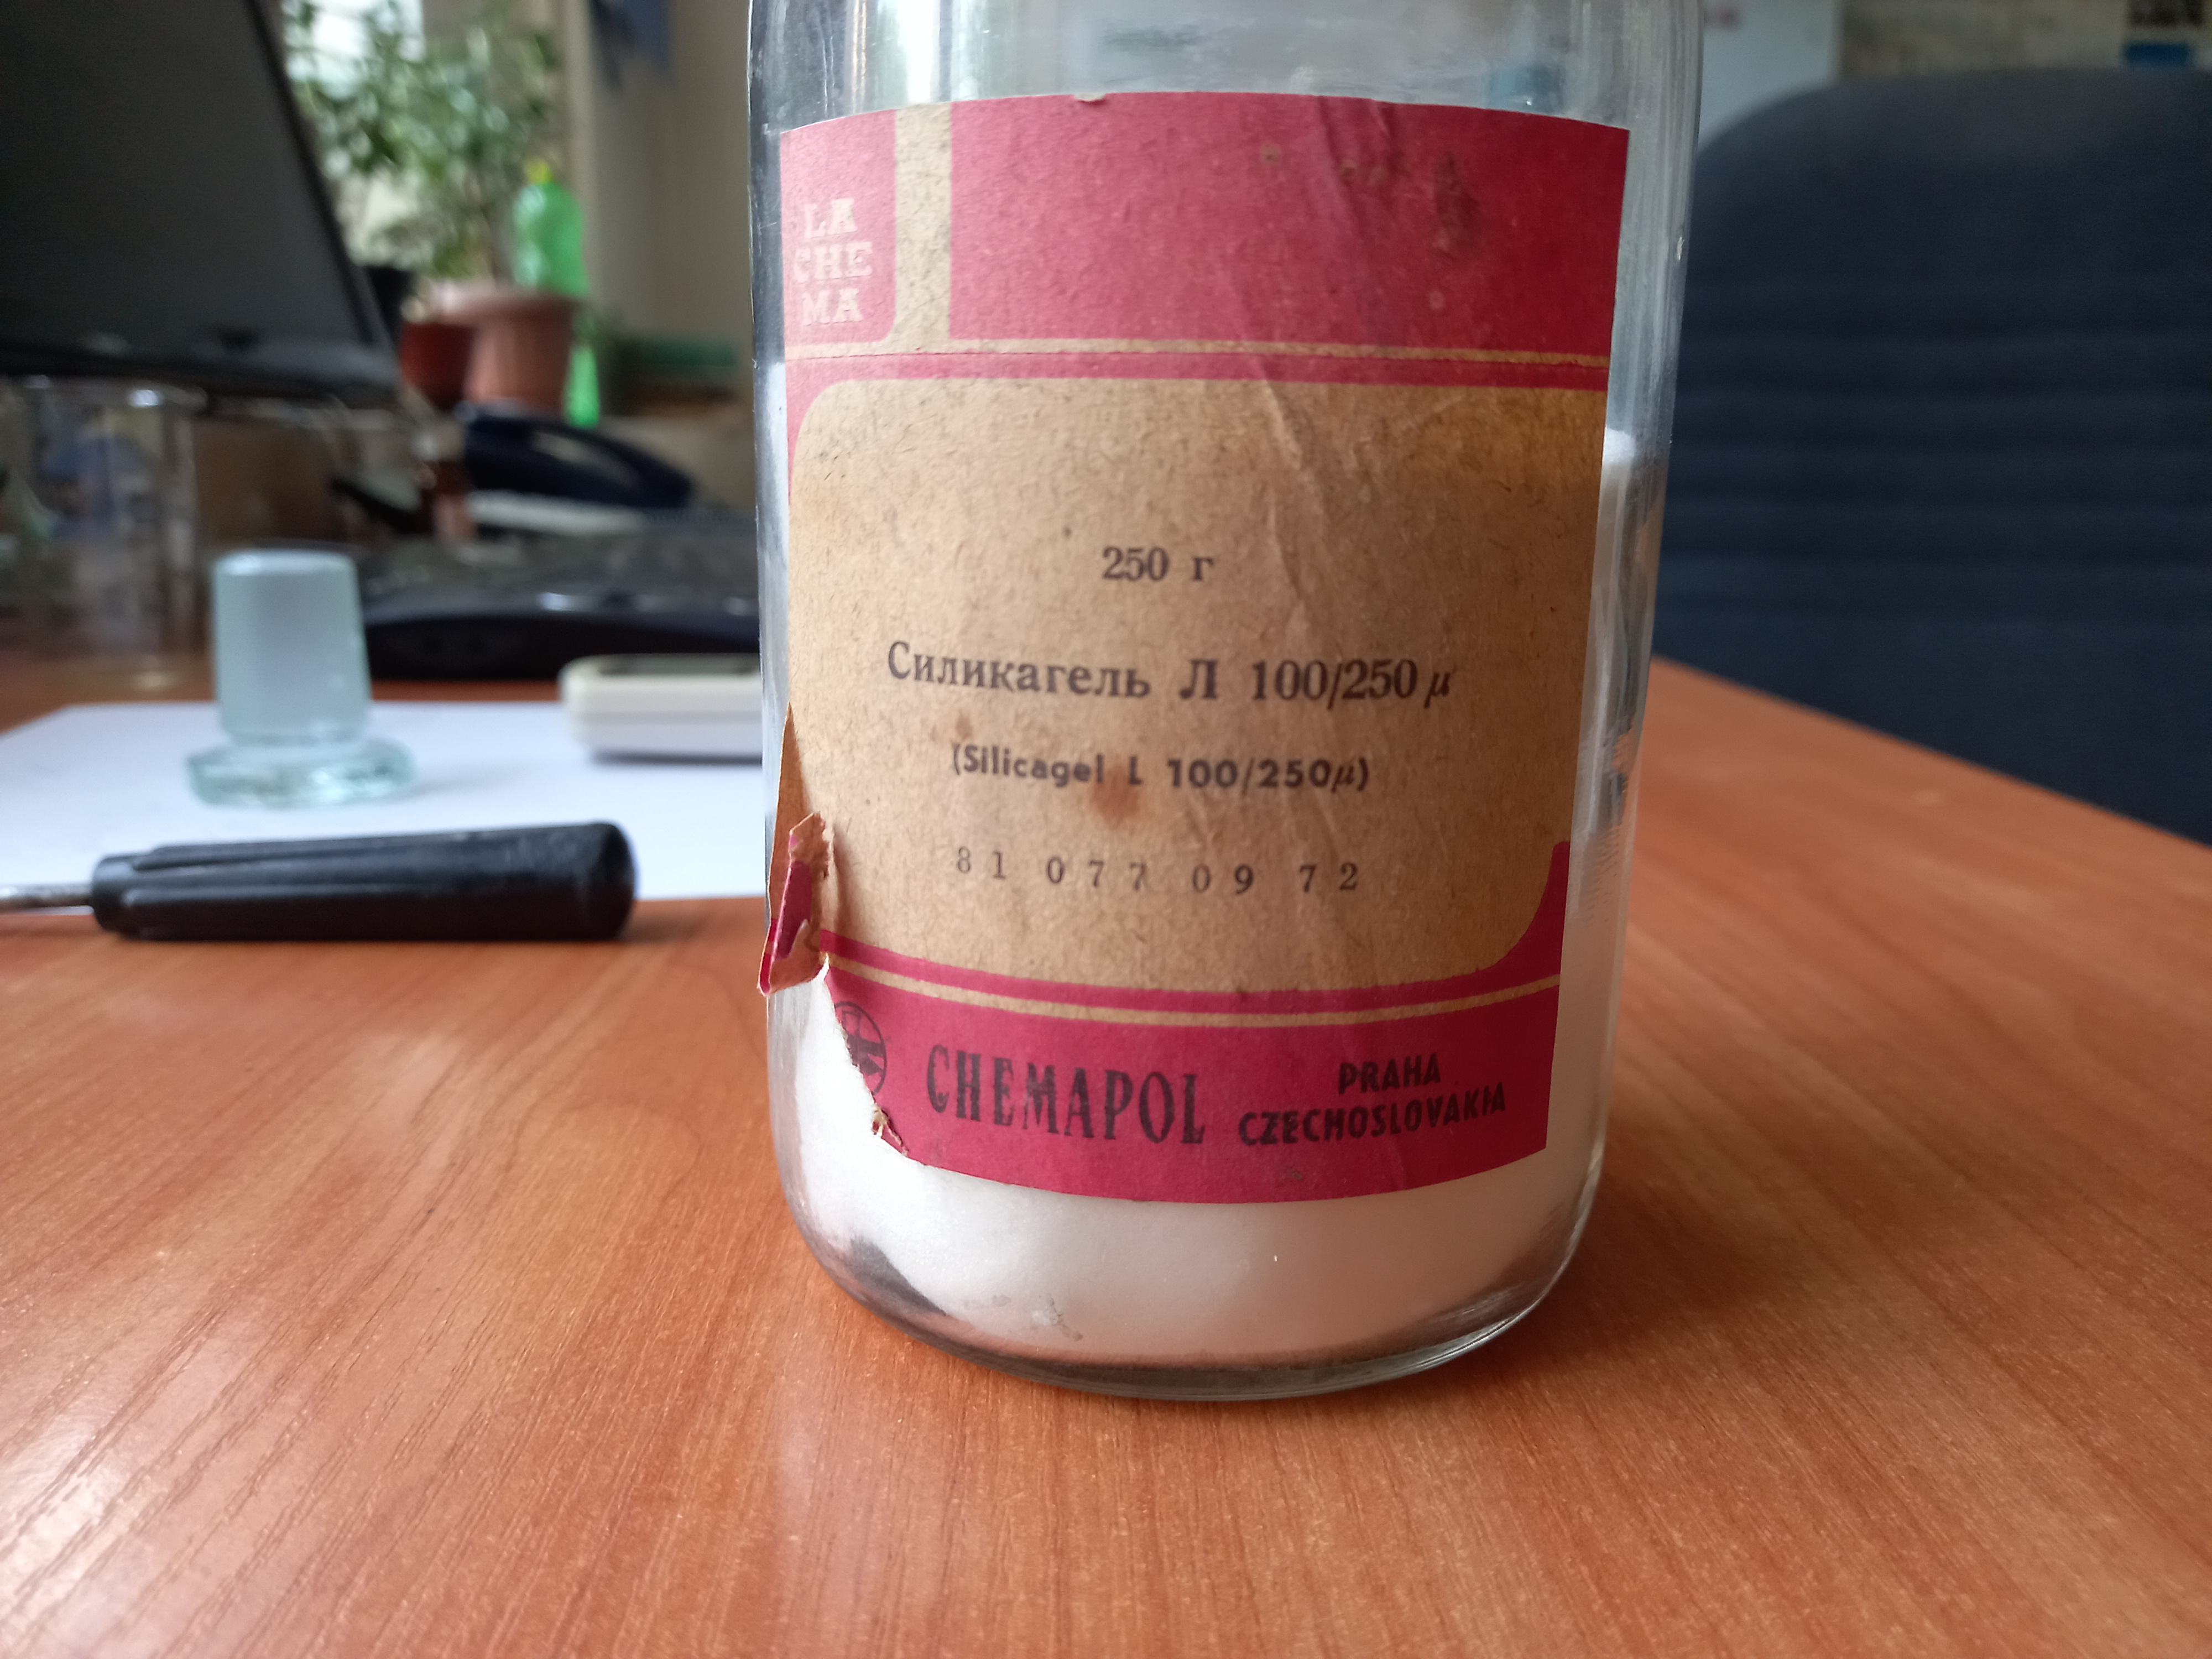 LA
CHE
MA
250 г
Силикагель Л 100/250 μ
(Silicagel L 100/250μ)
81 077 09 72
CHEMAPOL
PRAHA
CZECHOSLOVAKIA